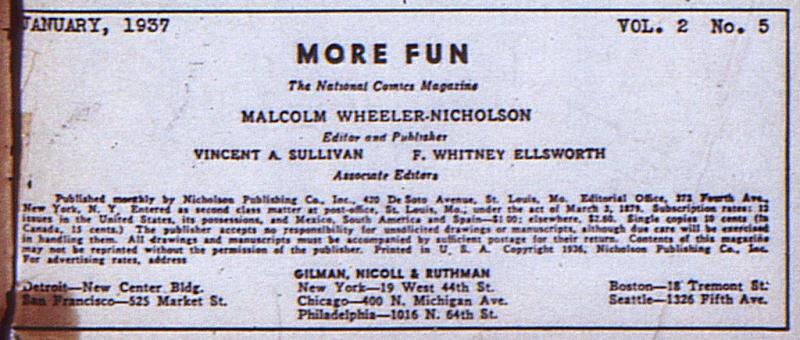 JANUARY, 1937 VOL. 2 No. 5
MORE FUN
The National Comics Magazine
MALCOLM WHEELER-NICHOLSON
Editor and Publisher
VINCENT A. SULLIVAN F. WHITNEY ELLSWORTH
Associate Editors
Published monthly by Nicholson Publishing Co., Inc., 420 De Soto Avenue, St. Louis, Mo. Editorial Office, 373 Fourth Ave.,
New York, N. Y. Entered as second class matter at post-office, St. Louis, Mo., under the act of March 3, 1879. Subscription rates: 12
issues in the United States, its possessions, and Mexico, South America and Spain—$1.00; elsewhere, $2.60. Single copies 10 cents (In
Canada, 15 cents.) The publisher accepts no responsibility for unsolicited drawings or manuscripts, although due care will be exercised
in handling them. All drawings and manuscripts must be accompanied by sufficient postage for their return. Contents of this magazine
may not be reprinted without the permission of the publisher. Printed in U. S. A. Copyright 1936, Nicholson Publishing Co., Inc.
For advertising rates, address
GILMAN, NICOLL & RUTHMAN
Detroit—New Center Bldg. New York—19 West 44th St. Boston—18 Tremont St.
San Francisco—525 Market St. Chicago—400 N. Michigan Ave. Seattle—1326 Fifth Ave.
Philadelphia—1016 N. 64th St.